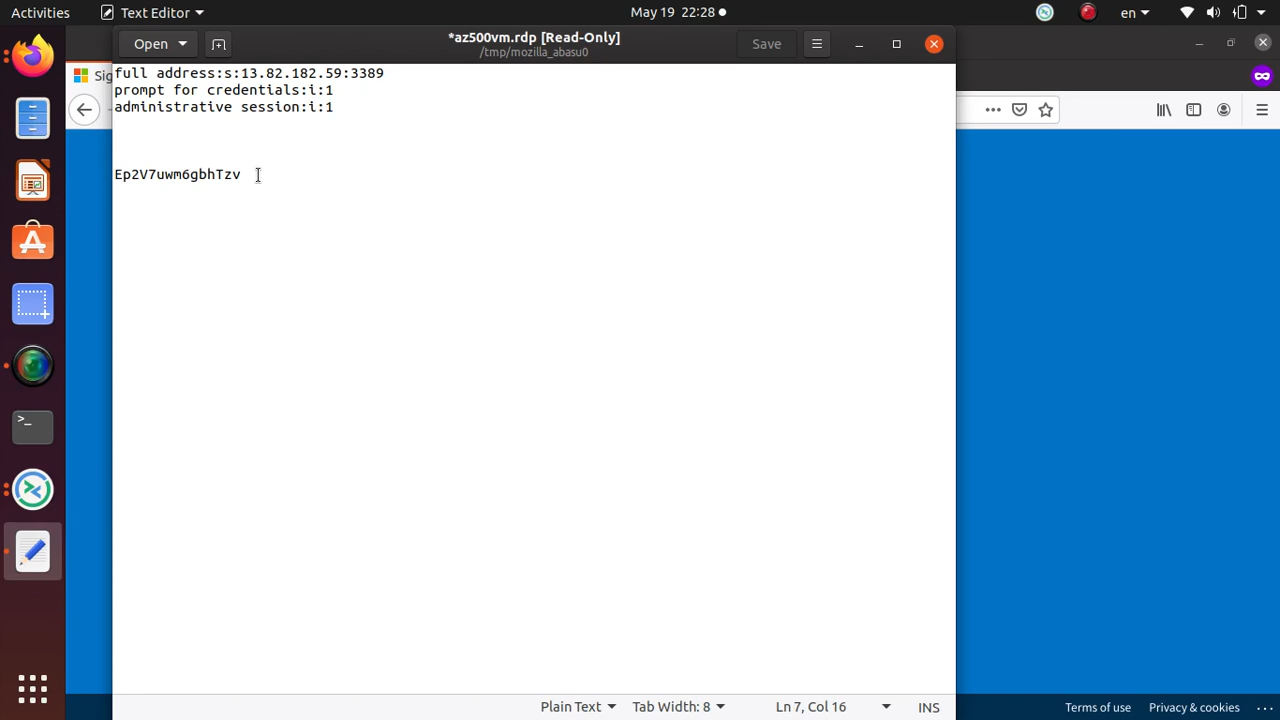 Activities Text Editor May 19 22:28 en
Open *az500vm.rdp [Read-Only] Save
/tmp/mozilla_abasu0
Sig
full address:s:13.82.182.59:3389
prompt for credentials:i:1
administrative session:i:1
Ep2V7uwm6gbhTzv
Plain Text Tab Width: 8 Ln 7, Col 16 INS
Terms of use Privacy & cookies ...